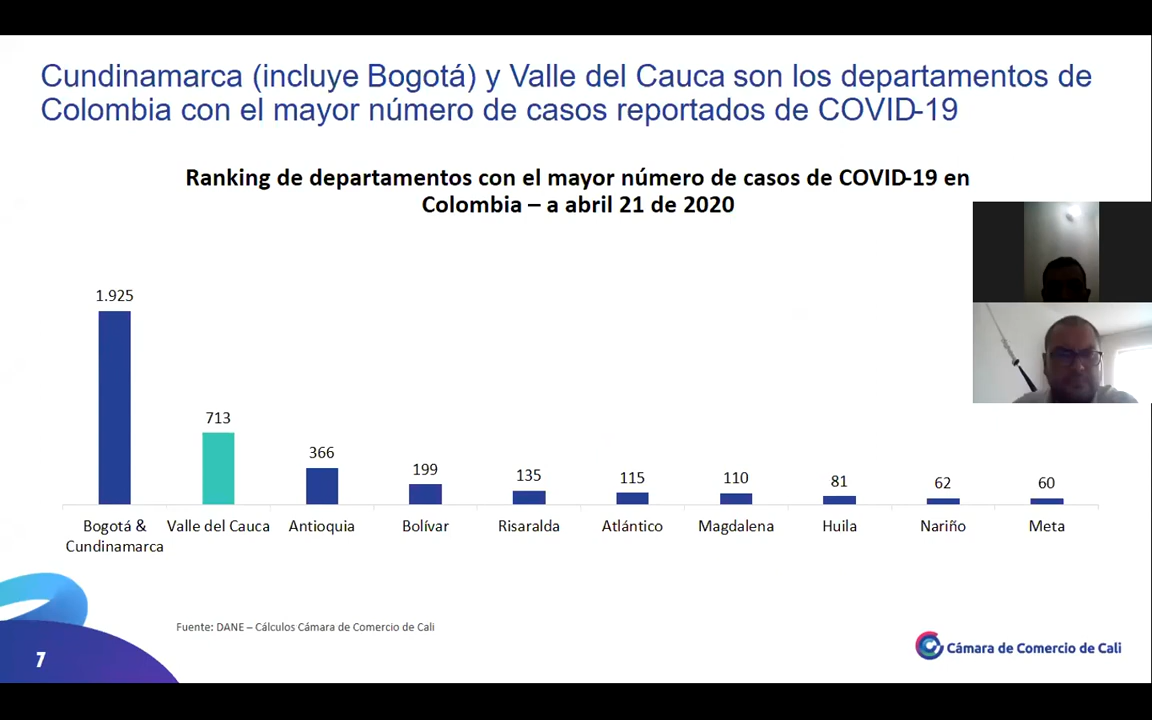 Cundinamarca (incluye Bogotá) y Valle del Cauca son los departamentos de
Colombia con el mayor número de casos reportados de COVID-19
Ranking de departamentos con el mayor número de casos de COVID-19 en
Colombia – a abril 21 de 2020
1.925
713
366
199
135
115
110
81
62
60
Bogotá &
Cundinamarca
Valle del Cauca
Antioquia
Bolívar
Risaralda
Atlántico
Magdalena
Huila
Nariño
Meta
Fuente: DANE – Cálculos Cámara de Comercio de Cali
7
Cámara de Comercio de Cali